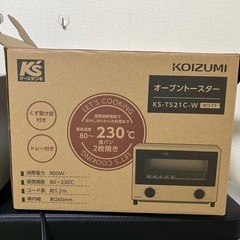 K's
ケーズデンキ
KOIZUMI
オーブントースター
KS-TS21C-W ホワイト
くず受け皿
付き
トレー付き
LET'S COOKING
温度調節
80〜230℃
食パン
2枚焼き
消費電力 900W
温度調節 80〜230℃
コード長 約1.2m
庫内幅 約260mm